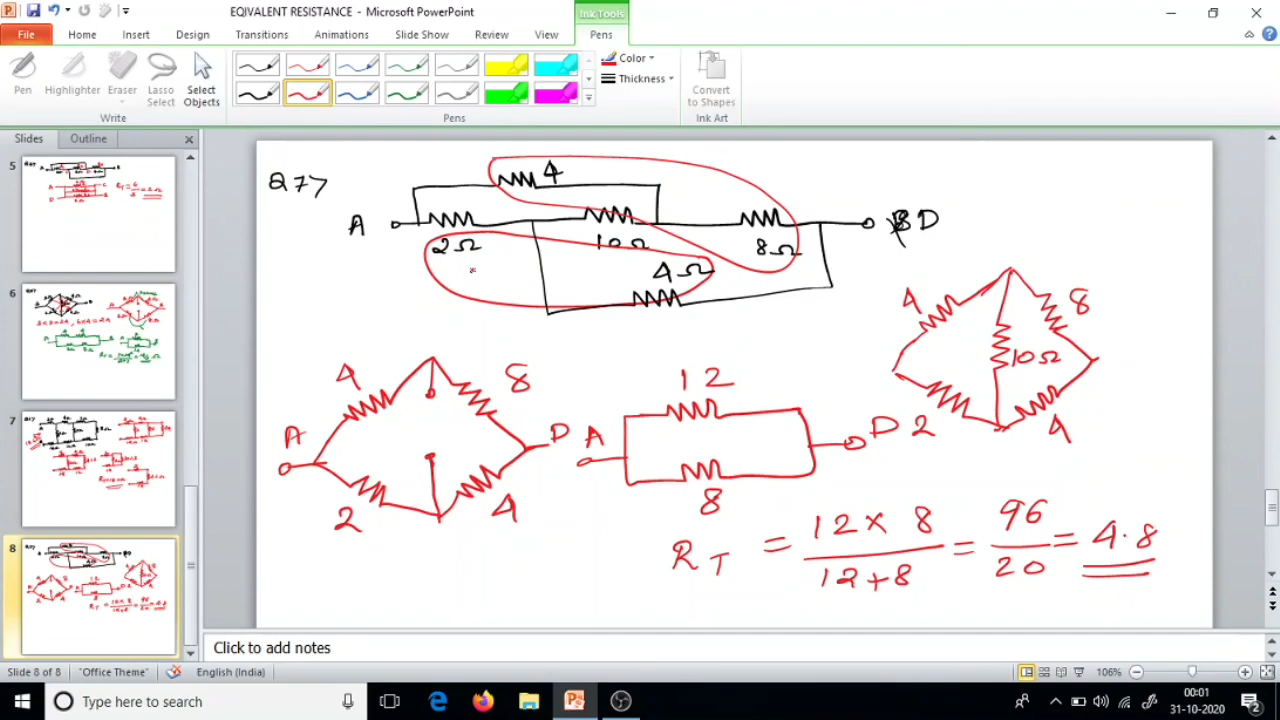 EQIVALENT RESISTANCE - Microsoft PowerPoint
Ink Tools
File Home Insert Design Transitions Animations Slide Show Review View Pens
Pen
Highlighter
Eraser
Lasso Select
Select Objects
Color
Thickness
Convert to Shapes
Write
Pens
Ink Art
Slides Outline
5
6
7
8
Q77
4
A
2Ω
10Ω
8Ω
D
4Ω
4
8
10Ω
2
4
4
8
A
D
2
4
12
A
D
8
R T = 12 × 8 / 12+8 = 96 / 20 = 4.8
Click to add notes
Slide 8 of 8
"Office Theme"
English (India)
106%
Type here to search
00:01
31-10-2020
2